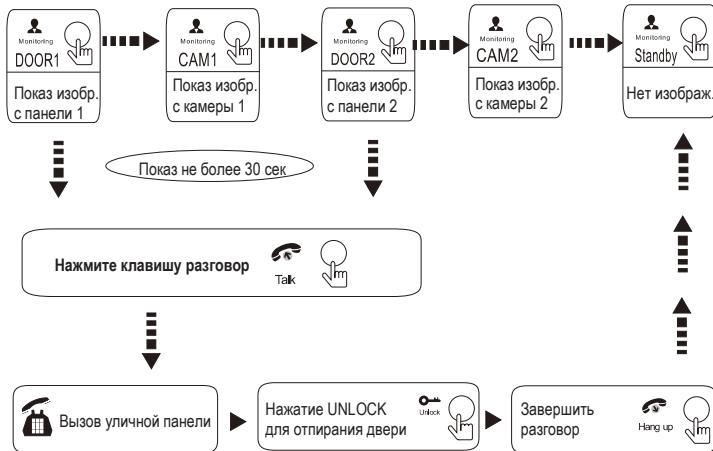 Monitoring
DOOR1
Показ изобр.
с панели 1
Monitoring
CAM1
Показ изобр.
с камеры 1
Monitoring
DOOR2
Показ изобр.
с панели 2
Monitoring
CAM2
Показ изобр.
с камеры 2
Monitoring
Standby
Нет изображ.
Показ не более 30 сек
Нажмите клавишу разговор
Talk
Вызов уличной панели
Нажатие UNLOCK
для отпирания двери
Unlock
Завершить
разговор
Hang up